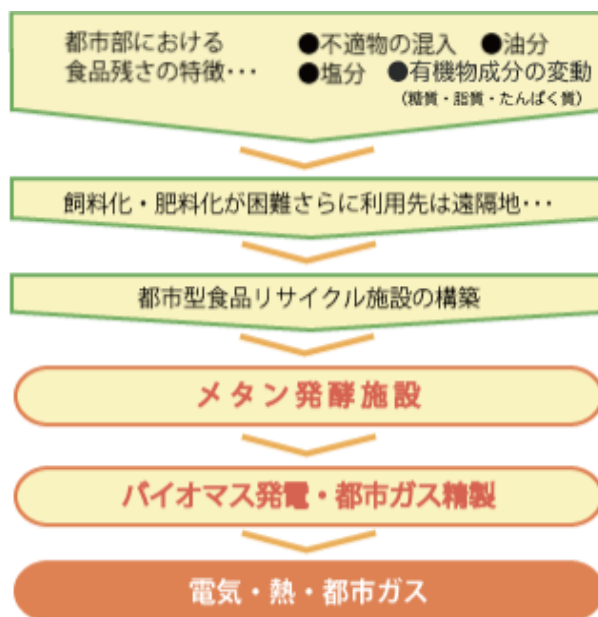 都市部における ●不適物の混入 ●油分
食品残さの特徴・・・ ●塩分 ●有機物成分の変動
（糖質・脂質・たんぱく質）
飼料化・肥料化が困難さらに利用先は遠隔地・・・
都市型食品リサイクル施設の構築
メタン発酵施設
バイオマス発電・都市ガス精製
電気・熱・都市ガス